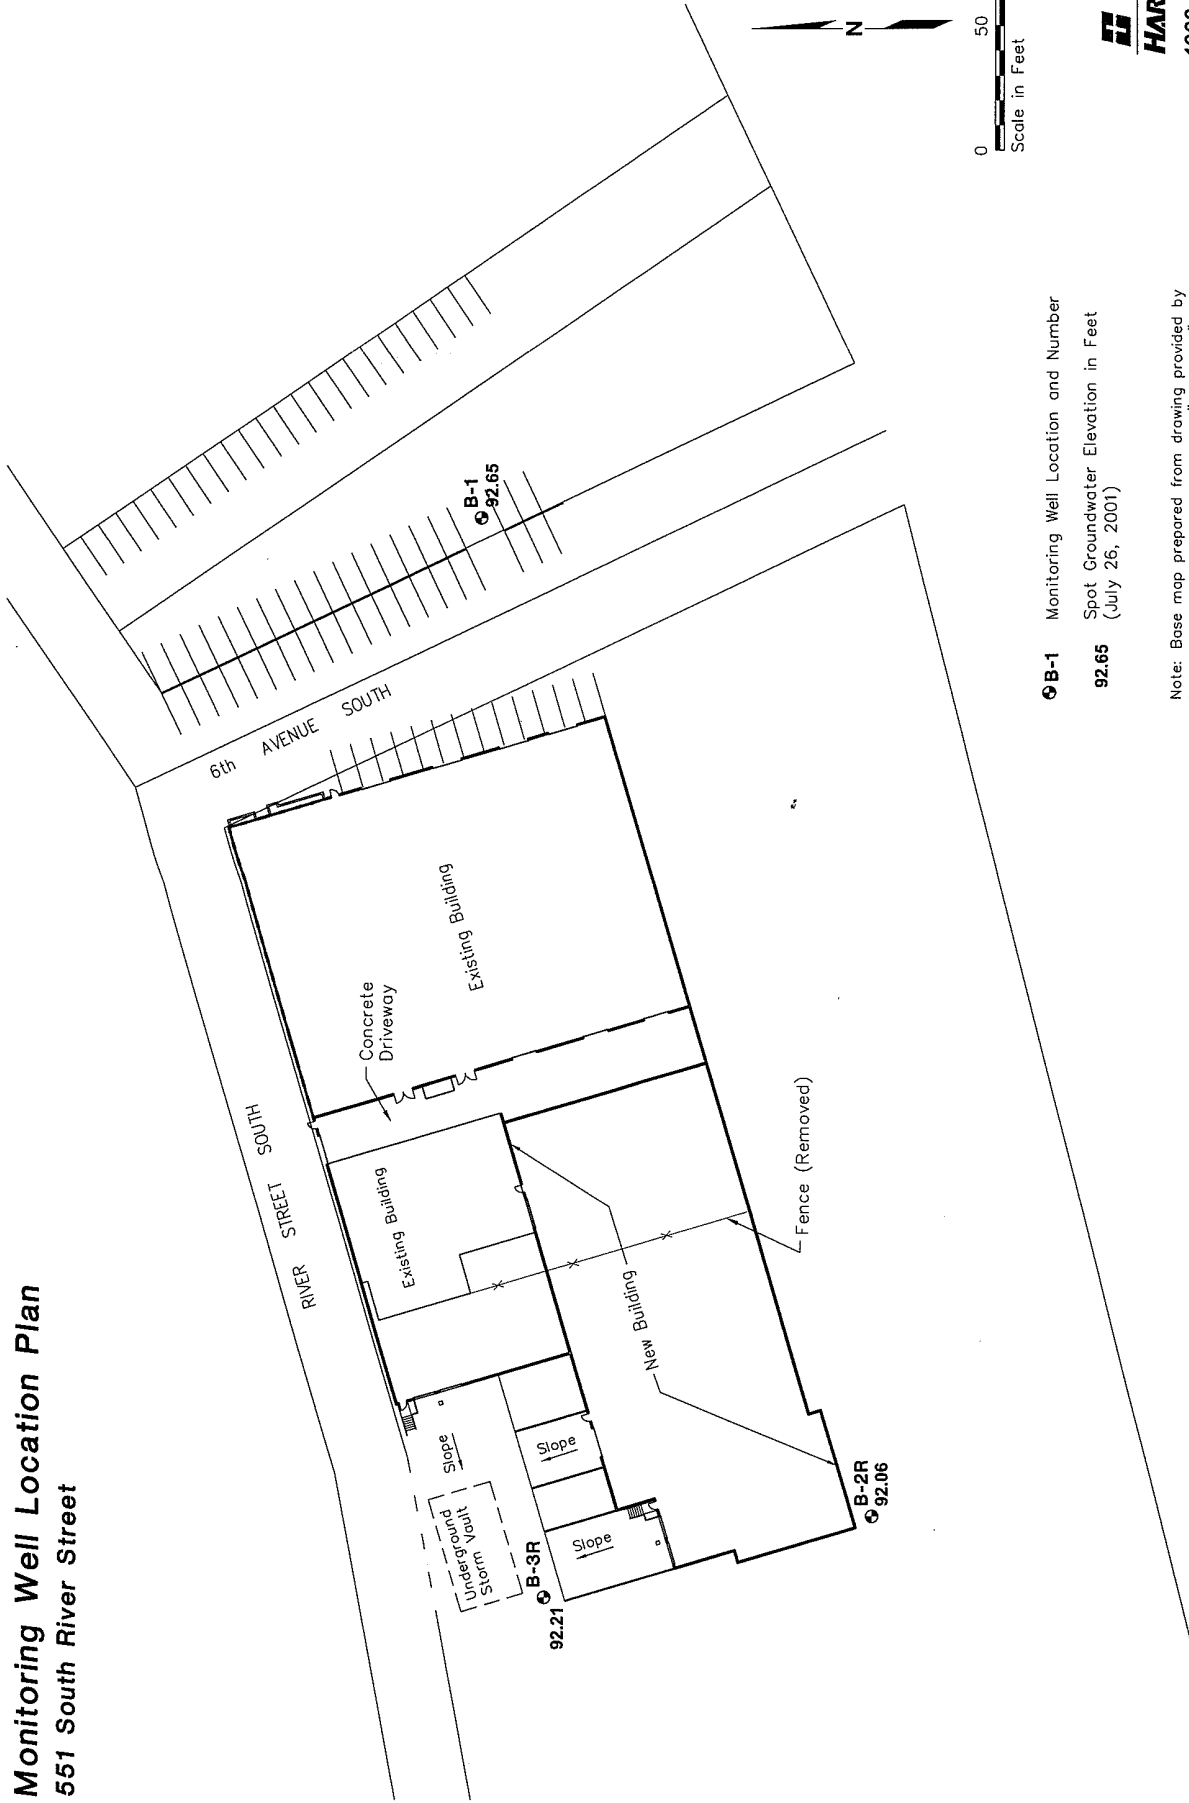 Monitoring Well Location Plan
551 South River Street
RIVER STREET SOUTH
6th AVENUE SOUTH
Concrete
Driveway
Existing Building
Existing Building
New Building
Fence (Removed)
Slope
Slope
Slope
Underground
Storm Vault
B-3R
92.21
B-2R
92.06
B-1
92.65
N
0 50
Scale in Feet
B-1 Monitoring Well Location and Number
92.65 Spot Groundwater Elevation in Feet
(July 26, 2001)
Note: Base map prepared from drawing provided by